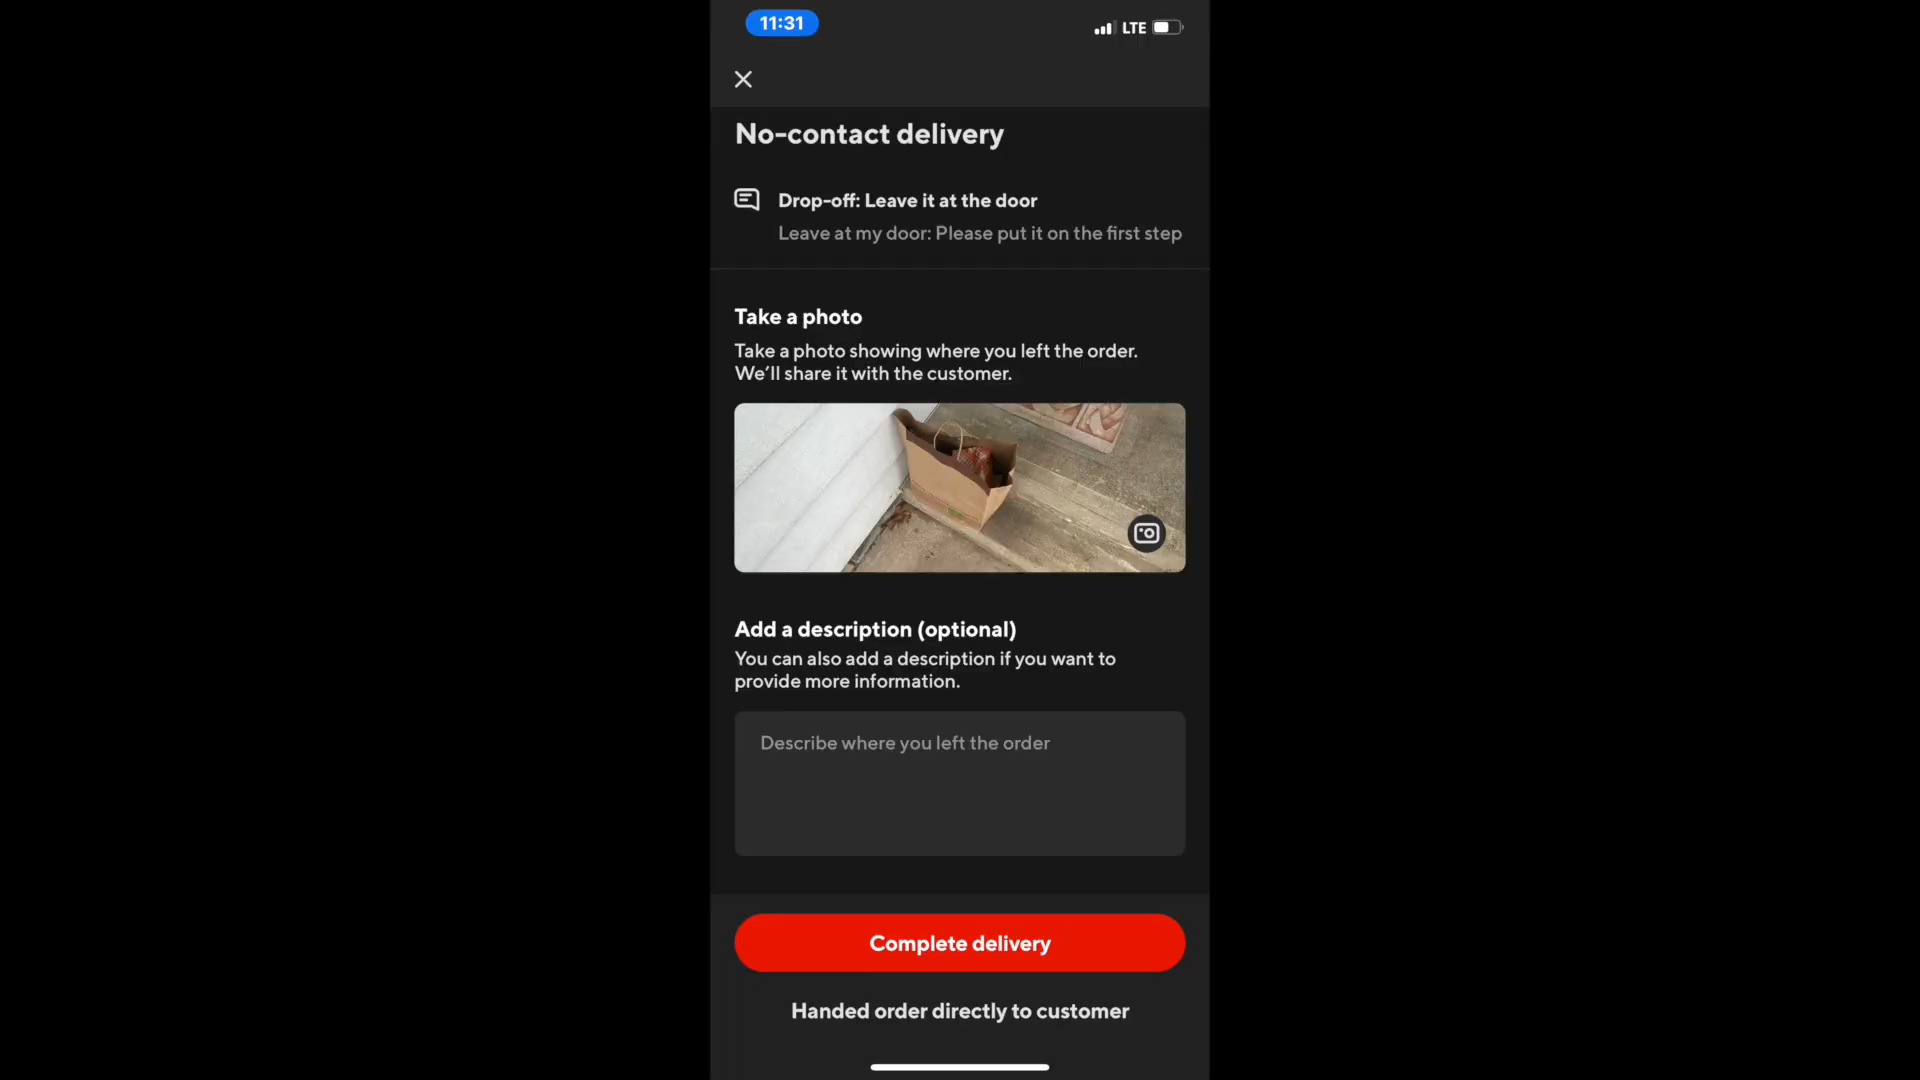 11:31
LTE
No-contact delivery
Drop-off: Leave it at the door
Leave at my door: Please put it on the first step
Take a photo
Take a photo showing where you left the order.
We’ll share it with the customer.
Add a description (optional)
You can also add a description if you want to
provide more information.
Describe where you left the order
Complete delivery
Handed order directly to customer